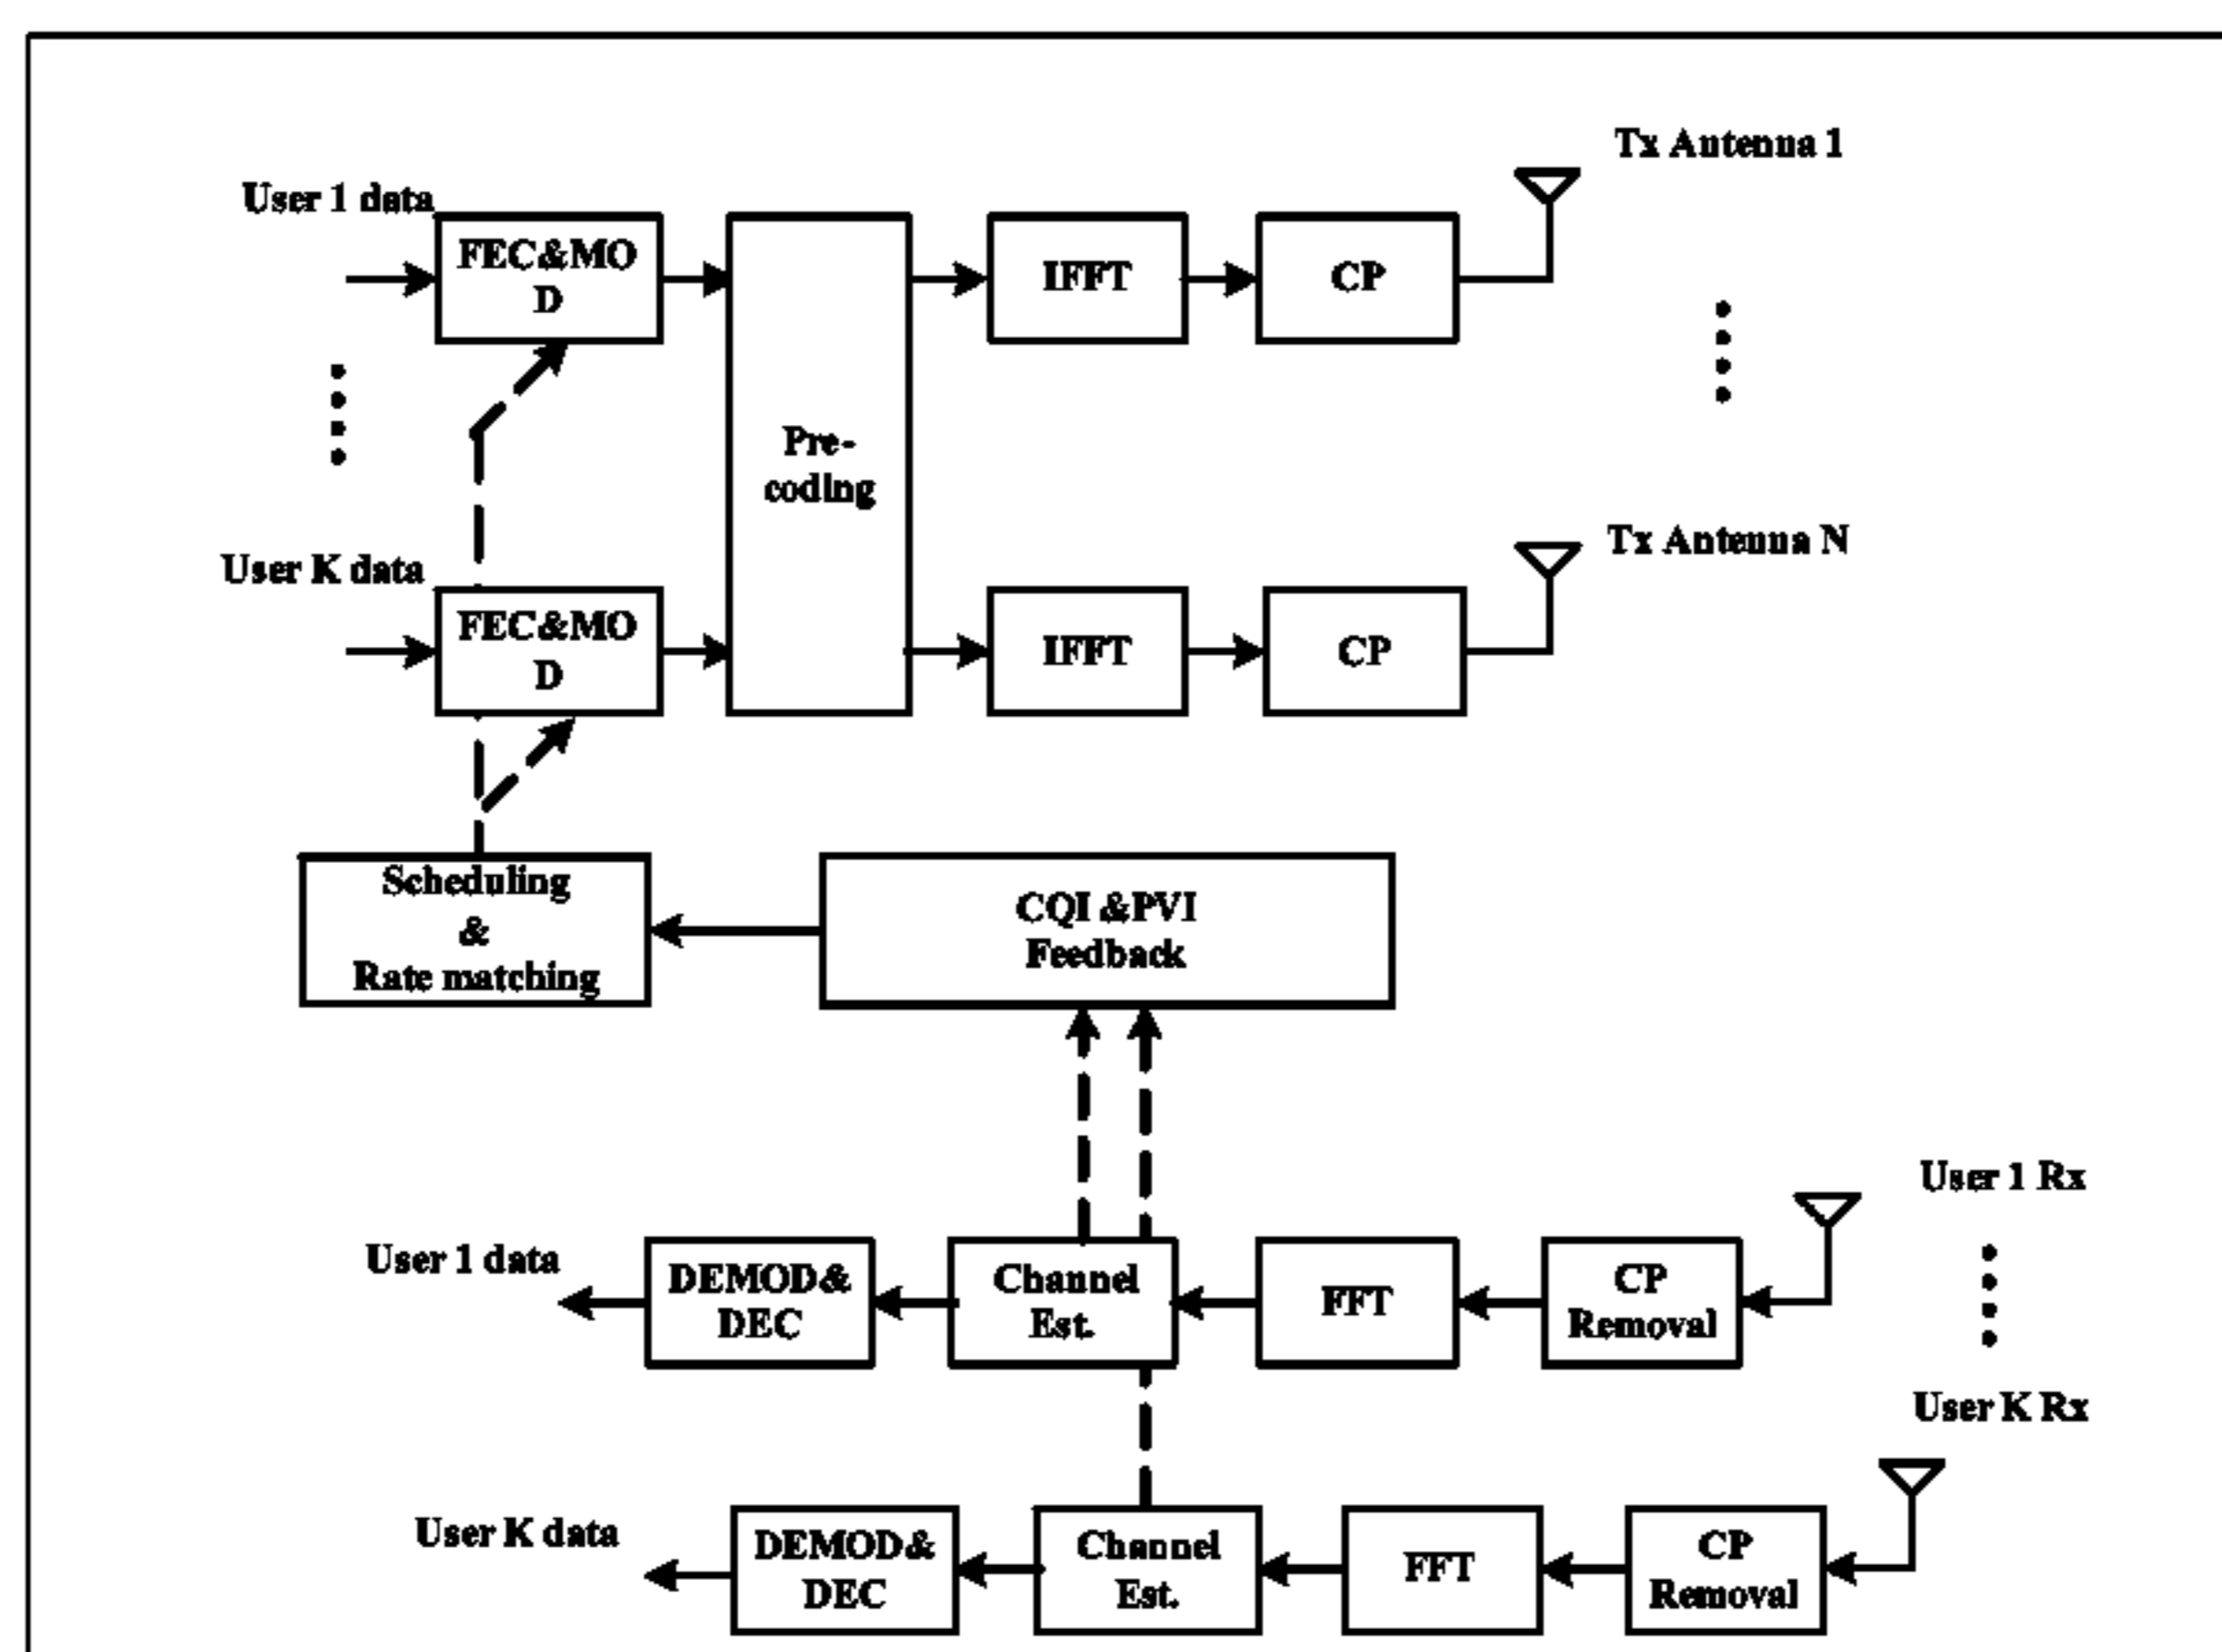 Tx Antenna 1
User 1 data
FEC&MO
D
IFFT
CP
Pre-
coding
Tx Antenna N
User K data
FEC&MO
D
IFFT
CP
Scheduling
&
Rate matching
CQI &PVI
Feedback
User 1 Rx
User 1 data
DEMOD&
DEC
Channel
Est.
FFT
CP
Removal
User K Rx
User K data
DEMOD&
DEC
Channel
Est.
FFT
CP
Removal